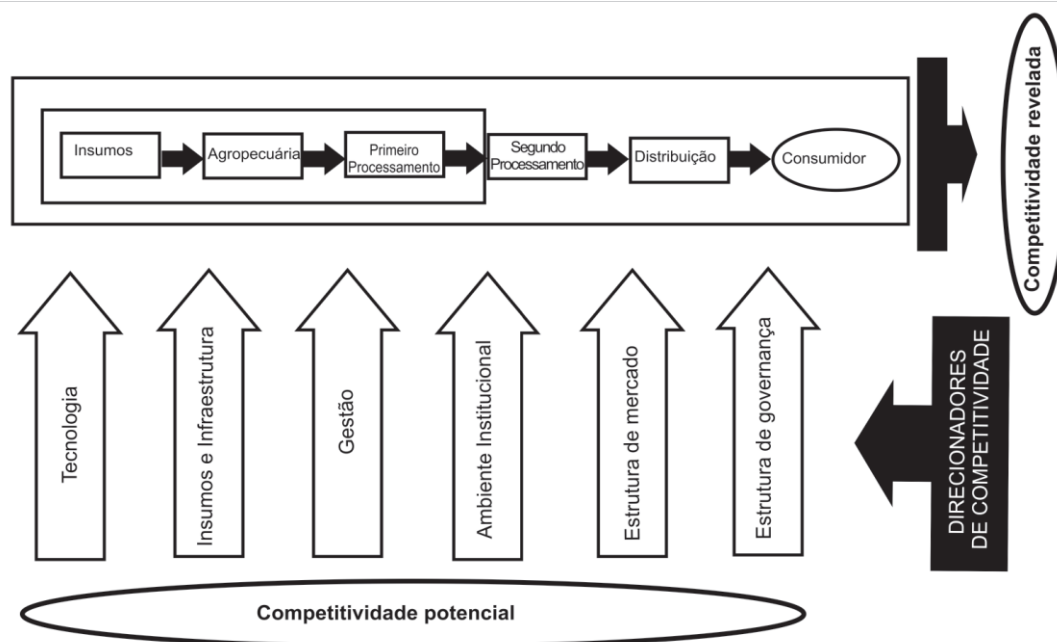 Insumos
Agropecuária
Primeiro
Processamento
Segundo
Processamento
Distribuição
Consumidor
Competitividade revelada
Tecnologia
Insumos e Infraestrutura
Gestão
Ambiente Institucional
Estrutura de mercado
Estrutura de governança
DIRECIONADORES
DE COMPETITIVIDADE
Competitividade potencial